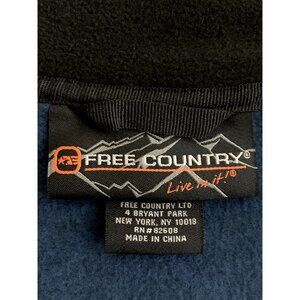 FREE COUNTRY®
Live in it!®
FREE COUNTRY LTD
4 BRYANT PARK
NEW YORK, NY 10018
RN# 82608
MADE IN CHINA